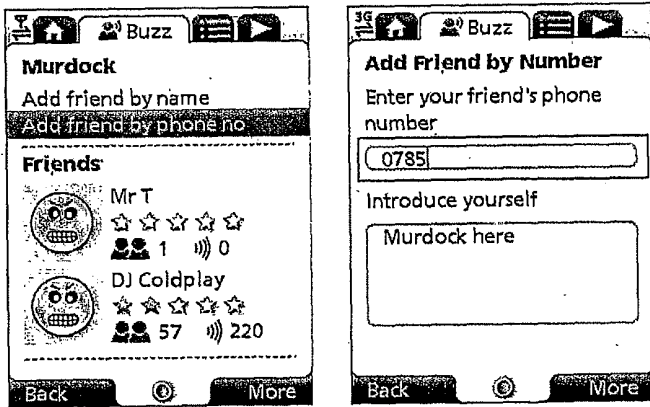 Buzz
Murdock
Add friend by name
Add friend by phone no
Friends
Mr T
1 0
DJ Coldplay
57 220
Back More
3G
Buzz
Add Friend by Number
Enter your friend's phone
number
0785
Introduce yourself
Murdock here
Back More